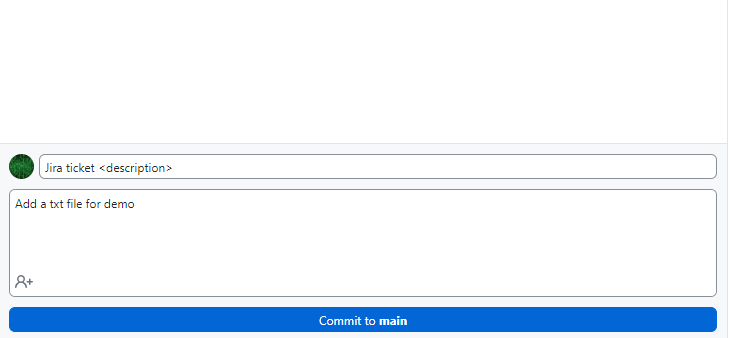 Jira ticket <description>
Add a txt file for demo
Commit to main